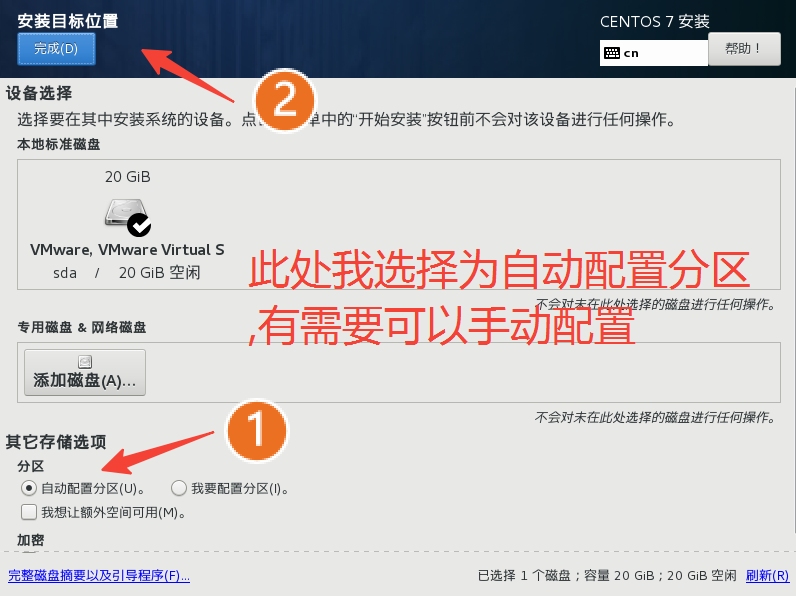 安装目标位置
CENTOS 7 安装
完成(D)
cn
帮助！
2
设备选择
选择要在其中安装系统的设备。点 单中的“开始安装”按钮前不会对该设备进行任何操作。
本地标准磁盘
20 GiB
VMware, VMware Virtual S
sda / 20 GiB 空闲
此处我选择为自动配置分区
,有需要可以手动配置
不会对未在此处选择的磁盘进行任何操作。
专用磁盘 & 网络磁盘
添加磁盘(A)...
不会对未在此处选择的磁盘进行任何操作。
1
其它存储选项
分区
自动配置分区(U)。
我要配置分区(I)。
我想让额外空间可用(M)。
加密
完整磁盘摘要以及引导程序(F)...
已选择 1 个磁盘；容量 20 GiB；20 GiB 空闲
刷新(R)